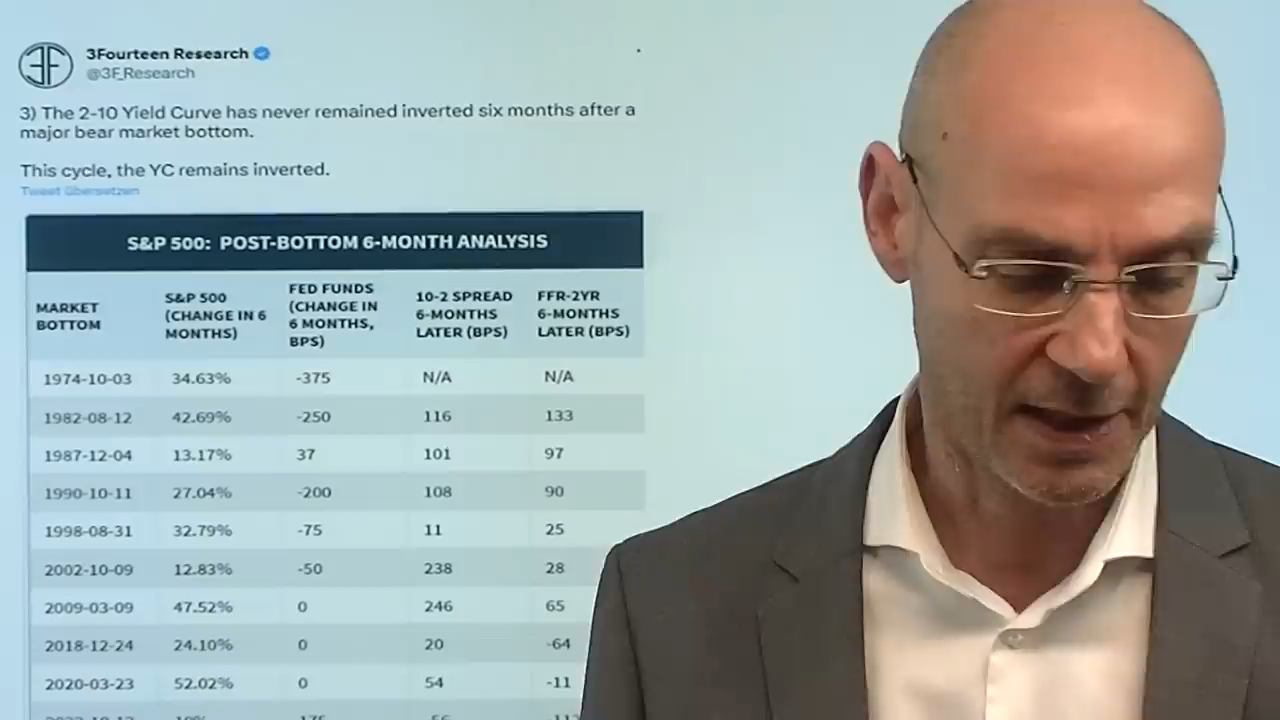 3Fourteen Research
@3F_Research
3) The 2-10 Yield Curve has never remained inverted six months after a
major bear market bottom.
This cycle, the YC remains inverted.
Tweet übersetzen
S&P 500: POST-BOTTOM 6-MONTH ANALYSIS
MARKET BOTTOM S&P 500 (CHANGE IN 6 MONTHS) FED FUNDS (CHANGE IN 6 MONTHS, BPS) 10-2 SPREAD 6-MONTHS LATER (BPS) FFR-2YR 6-MONTHS LATER (BPS)
1974-10-03 34.63% -375 N/A N/A
1982-08-12 42.69% -250 116 133
1987-12-04 13.17% 37 101 97
1990-10-11 27.04% -200 108 90
1998-08-31 32.79% -75 11 25
2002-10-09 12.83% -50 238 28
2009-03-09 47.52% 0 246 65
2018-12-24 24.10% 0 20 -64
2020-03-23 52.02% 0 54 -11